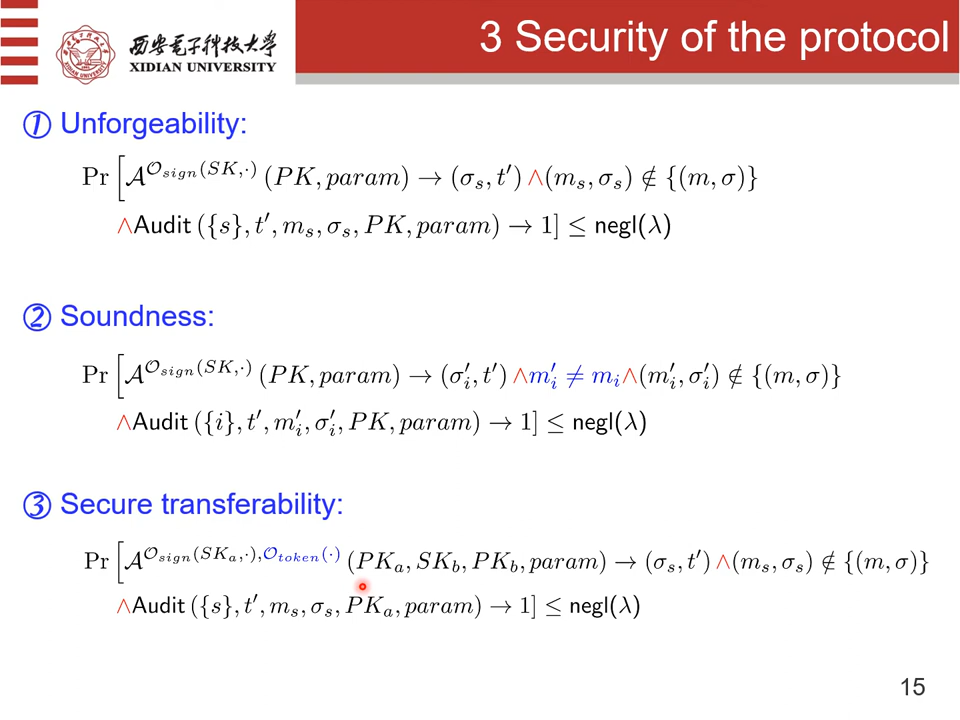 西安电子科技大学
XIDIAN UNIVERSITY
3 Security of the protocol
① Unforgeability:
Pr [𝒜^{𝒪_{sign}(SK,·)} (PK, param) → (σ_s, t′) ∧(m_s, σ_s) ∉ {(m, σ)}
∧Audit ({s}, t′, m_s, σ_s, PK, param) → 1] ≤ negl(λ)
② Soundness:
Pr [𝒜^{𝒪_{sign}(SK,·)} (PK, param) → (σ′_i, t′) ∧m′_i ≠ m_i∧(m′_i, σ′_i) ∉ {(m, σ)}
∧Audit ({i}, t′, m′_i, σ′_i, PK, param) → 1] ≤ negl(λ)
③ Secure transferability:
Pr [𝒜^{𝒪_{sign}(SK_a,·),𝒪_{token}(·)} (PK_a, SK_b, PK_b, param) → (σ_s, t′) ∧(m_s, σ_s) ∉ {(m, σ)}
∧Audit ({s}, t′, m_s, σ_s, PK_a, param) → 1] ≤ negl(λ)
15